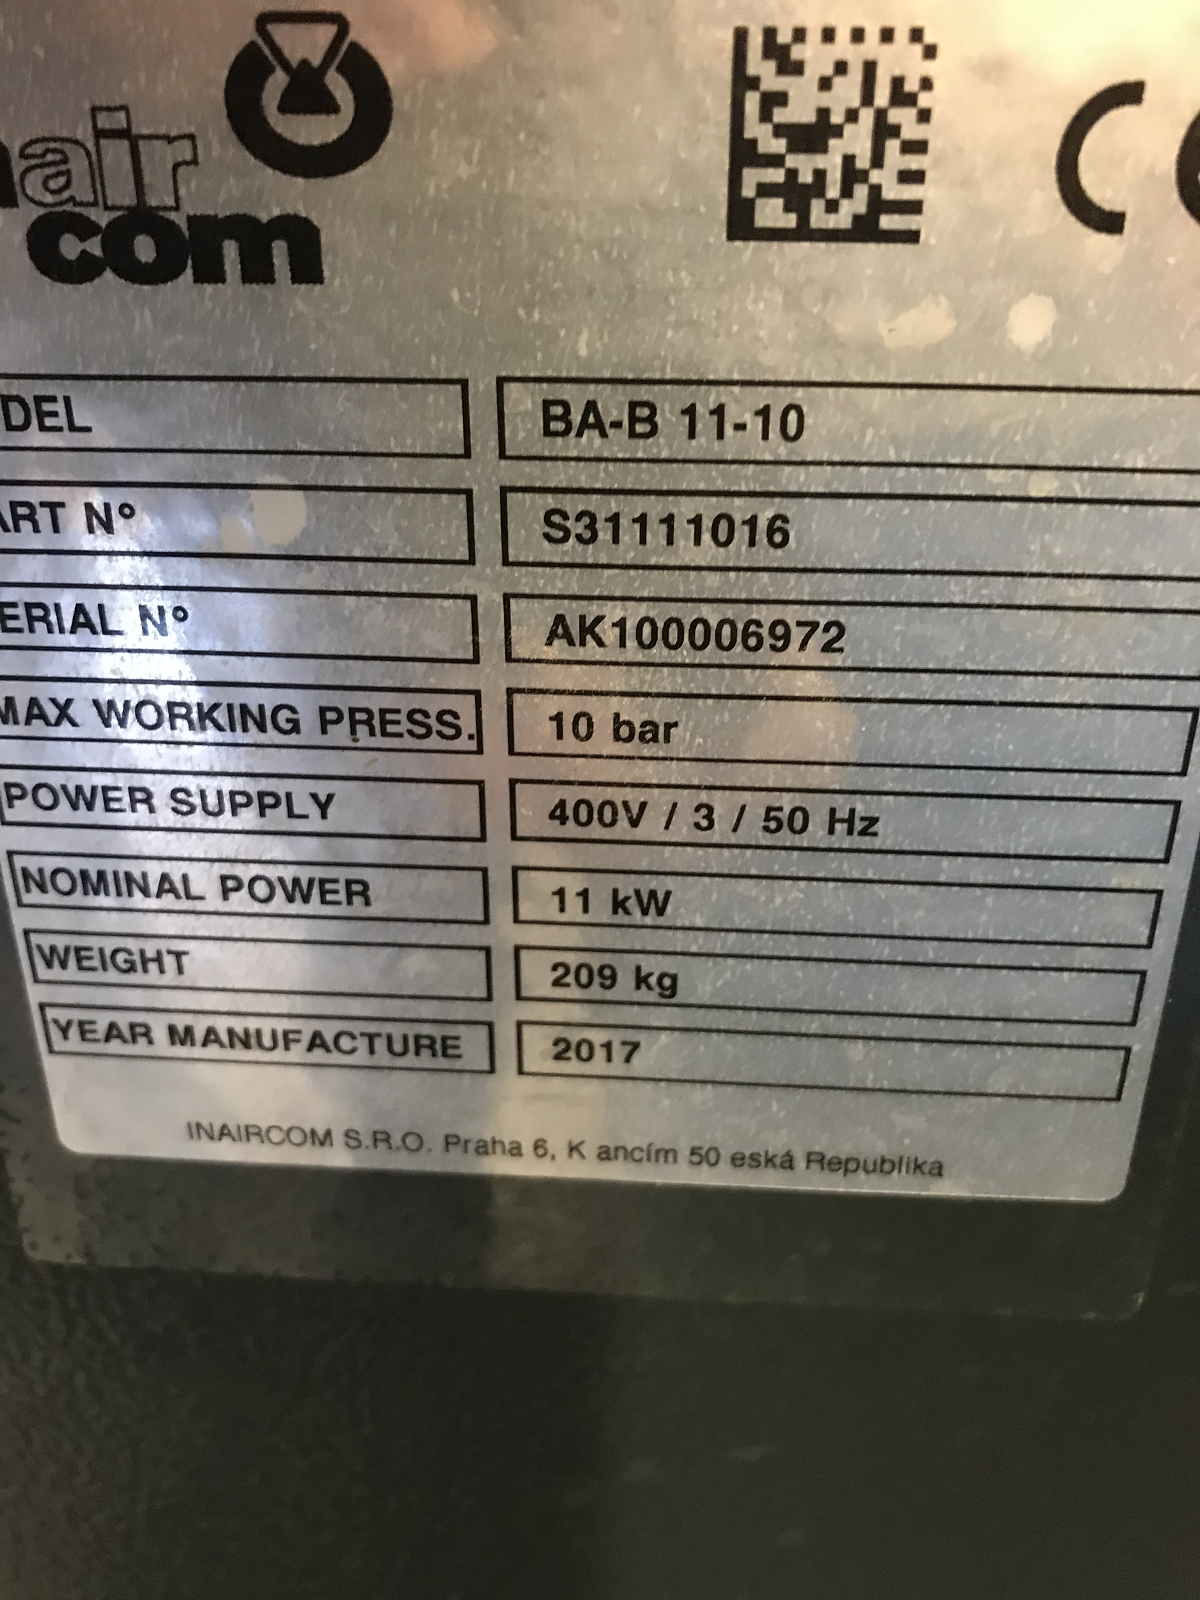 air
com
CE
DEL
BA-B 11-10
ART N°
S31111016
ERIAL N°
AK100006972
MAX WORKING PRESS.
10 bar
POWER SUPPLY
400V / 3 / 50 Hz
NOMINAL POWER
11 kW
WEIGHT
209 kg
YEAR MANUFACTURE
2017
INAIRCOM S.R.O. Praha 6, K ancím 50 eská Republika